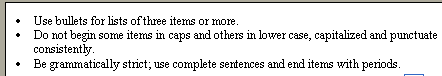 • Use bullets for lists of three items or more.
• Do not begin some items in caps and others in lower case, capitalized and punctuate
consistently.
• Be grammatically strict; use complete sentences and end items with periods.